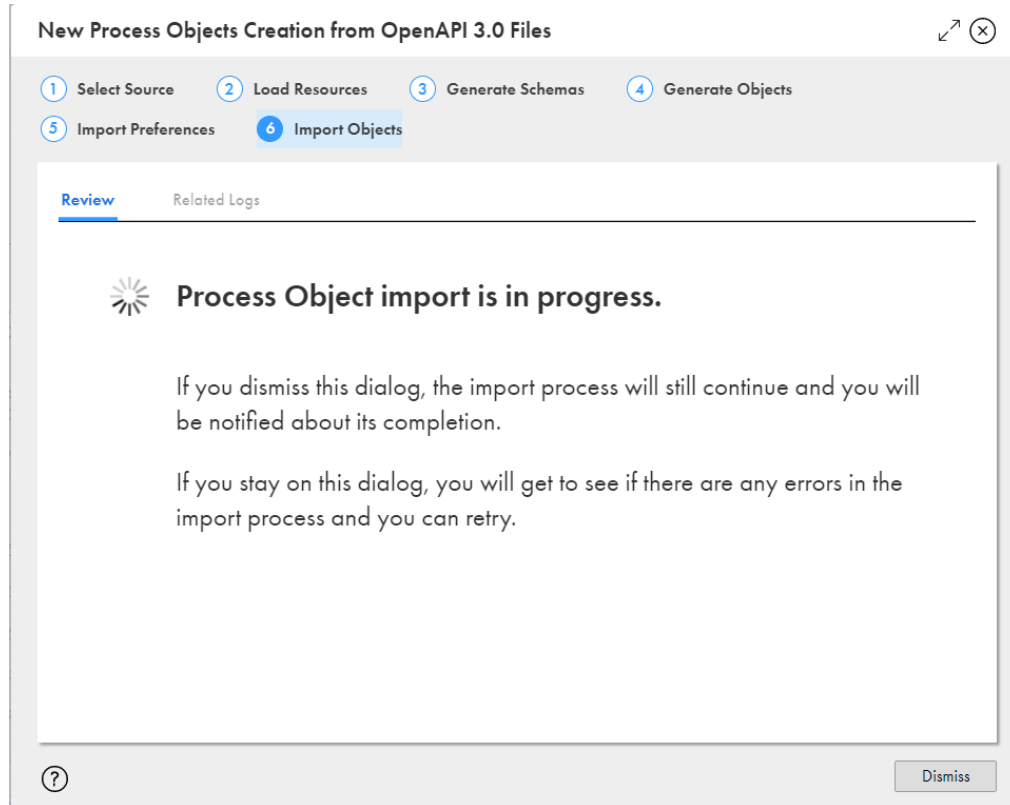 New Process Objects Creation from OpenAPI 3.0 Files
1 Select Source 2 Load Resources 3 Generate Schemas 4 Generate Objects
5 Import Preferences 6 Import Objects
Review Related Logs
Process Object import is in progress.
If you dismiss this dialog, the import process will still continue and you will
be notified about its completion.
If you stay on this dialog, you will get to see if there are any errors in the
import process and you can retry.
? Dismiss